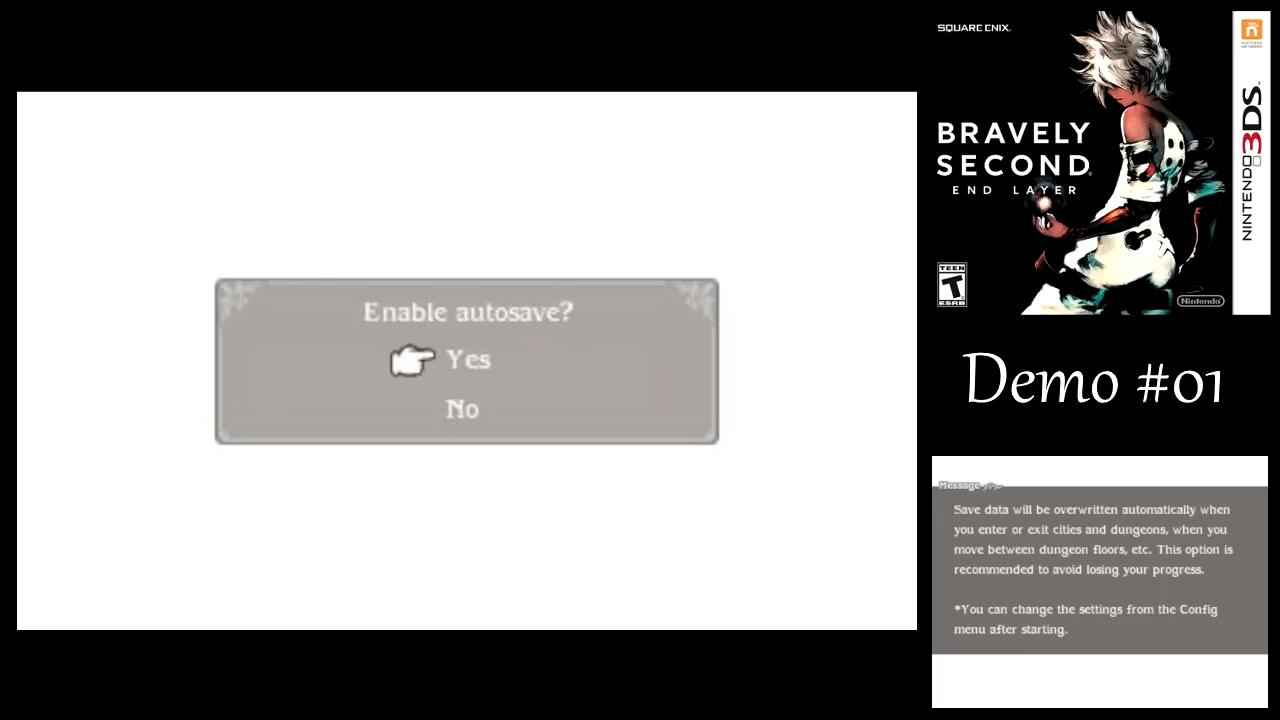 Enable autosave?
Yes
No
SQUARE ENIX.
BRAVELY
SECOND
END LAYER
TEEN
T
ESRB
Nintendo
NINTENDO 3DS
Demo #01
Message
Save data will be overwritten automatically when
you enter or exit cities and dungeons, when you
move between dungeon floors, etc. This option is
recommended to avoid losing your progress.
*You can change the settings from the Config
menu after starting.